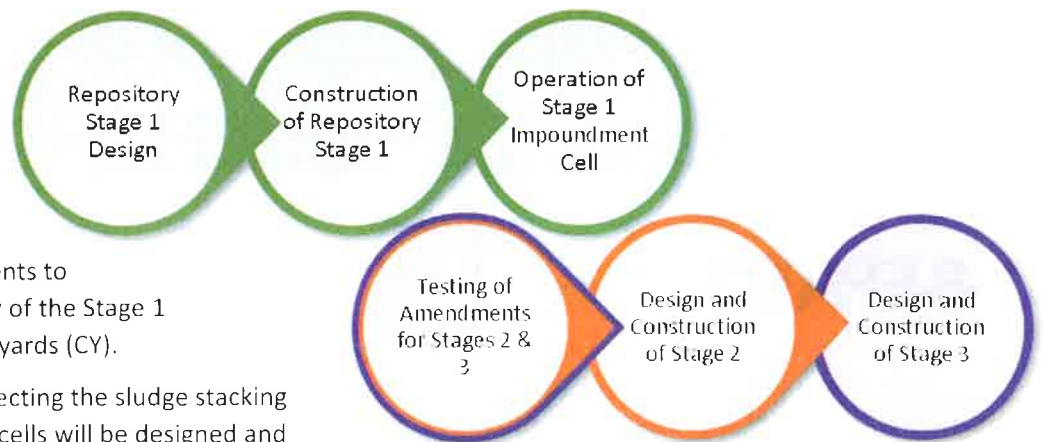 Repository
Stage 1
Design
Construction
of Repository
Stage 1
Operation of
Stage 1
Impoundment
Cell
Testing of
Amendments
for Stages 2 &
3
Design and
Construction
of Stage 2
Design and
Construction
of Stage 3
ents to
of the Stage 1
yards (CY).
ecting the sludge stacking
cells will be designed and